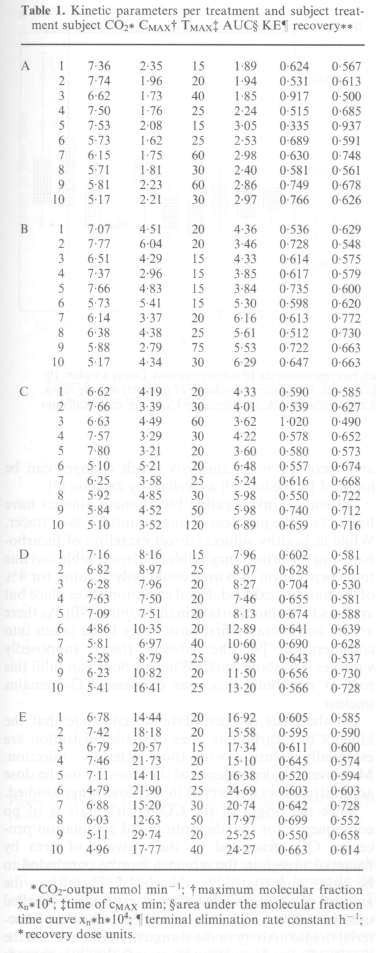 Table 1. Kinetic parameters per treatment and subject treat-
ment subject CO₂* CMAX† TMAX‡ AUC§ KE¶ recovery**
A 1 7·36 2·35 15 1·89 0·624 0·567
2 7·74 1·96 20 1·94 0·531 0·613
3 6·62 1·73 40 1·85 0·917 0·500
4 7·50 1·76 25 2·24 0·515 0·685
5 7·53 2·08 15 3·05 0·335 0·937
6 5·73 1·62 25 2·53 0·689 0·591
7 6·15 1·75 60 2·98 0·630 0·748
8 5·71 1·81 30 2·40 0·581 0·561
9 5·81 2·23 60 2·86 0·749 0·678
10 5·17 2·21 30 2·97 0·766 0·626
B 1 7·07 4·51 20 4·36 0·536 0·629
2 7·77 6·04 20 3·46 0·728 0·548
3 6·51 4·29 15 4·33 0·614 0·575
4 7·37 2·96 15 3·85 0·617 0·579
5 7·66 4·83 15 3·84 0·735 0·600
6 5·73 5·41 15 5·30 0·598 0·620
7 6·14 3·37 20 6·16 0·613 0·772
8 6·38 4·38 25 5·61 0·512 0·730
9 5·88 2·79 75 5·53 0·722 0·663
10 5·17 4·34 30 6·29 0·647 0·663
C 1 6·62 4·19 20 4·33 0·590 0·585
2 7·66 3·39 30 4·01 0·539 0·627
3 6·63 4·49 60 3·62 1·020 0·490
4 7·57 3·29 30 4·22 0·578 0·652
5 7·80 3·21 20 3·60 0·580 0·573
6 5·10 5·21 20 6·48 0·557 0·674
7 6·25 3·58 25 5·24 0·616 0·668
8 5·92 4·85 30 5·98 0·550 0·722
9 5·84 4·52 50 5·98 0·740 0·712
10 5·10 3·52 120 6·89 0·659 0·716
D 1 7·16 8·16 15 7·96 0·602 0·581
2 6·82 8·97 25 8·07 0·628 0·561
3 6·28 7·96 20 8·27 0·704 0·530
4 7·63 7·50 20 7·46 0·655 0·581
5 7·09 7·51 20 8·13 0·674 0·588
6 4·86 10·35 20 12·89 0·641 0·639
7 5·81 6·97 40 10·60 0·690 0·628
8 5·28 8·79 25 9·98 0·643 0·537
9 6·23 10·82 20 11·50 0·656 0·730
10 5·41 16·41 25 13·20 0·566 0·728
E 1 6·78 14·44 20 16·92 0·605 0·585
2 7·42 18·18 20 15·58 0·595 0·590
3 6·79 20·57 15 17·34 0·611 0·600
4 7·46 21·73 20 15·10 0·645 0·574
5 7·11 14·11 25 16·38 0·520 0·594
6 4·79 21·90 25 24·69 0·603 0·603
7 6·88 15·20 30 20·74 0·642 0·728
8 6·03 12·63 50 17·97 0·699 0·552
9 5·11 29·74 20 25·25 0·550 0·658
10 4·96 17·77 40 24·27 0·663 0·614
*CO₂-output mmol min⁻¹; †maximum molecular fraction
xₙ*10⁴; ‡time of cMAX min; §area under the molecular fraction
time curve xₙ*h*10⁴; ¶terminal elimination rate constant h⁻¹;
*recovery dose units.